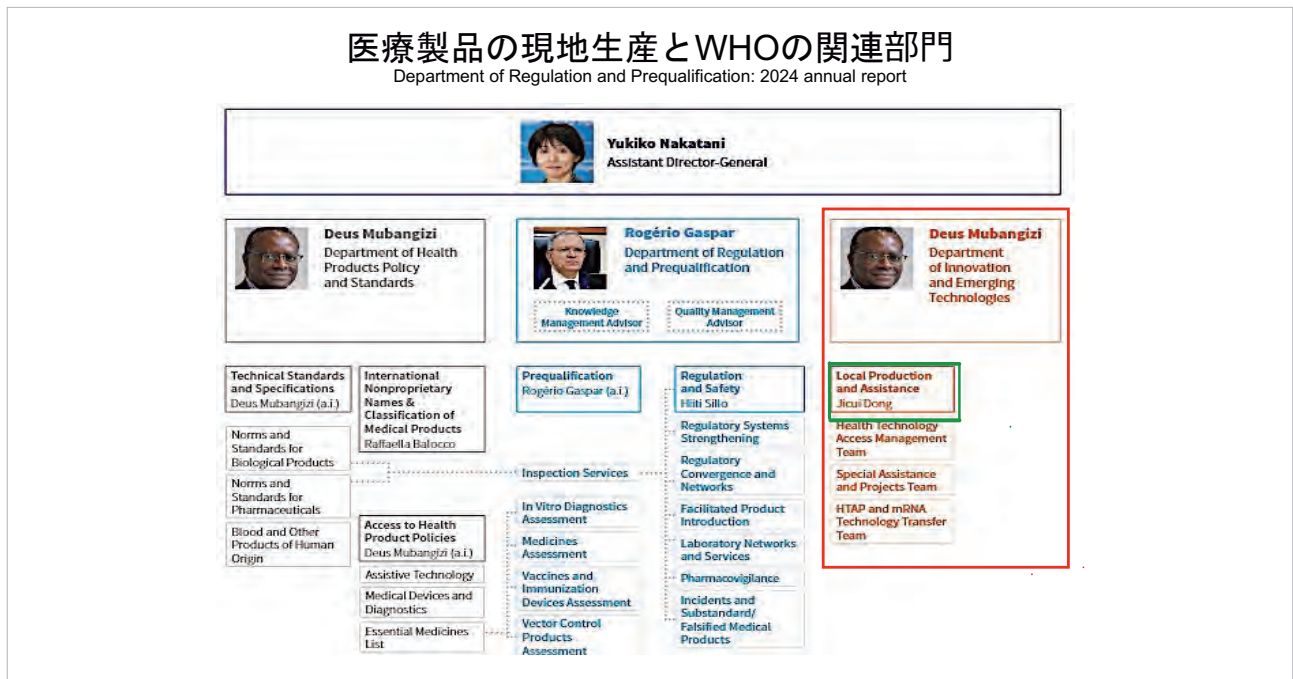 医療製品の現地生産とWHOの関連部門
Department of Regulation and Prequalification: 2024 annual report
Yukiko Nakatani
Assistant Director-General
Deus Mubangizi
Department of Health
Products Policy
and Standards
Rogério Gaspar
Department of Regulation
and Prequalification
Knowledge
Management Advisor
Quality Management
Advisor
Deus Mubangizi
Department
of Innovation
and Emerging
Technologies
Technical Standards
and Specifications
Deus Mubangizi (a.i.)
Norms and
Standards for
Biological Products
Norms and
Standards for
Pharmaceuticals
Blood and Other
Products of Human
Origin
International
Nonproprietary
Names &
Classification of
Medical Products
Raffaella Balocco
Access to Health
Product Policies
Deus Mubangizi (a.i.)
Assistive Technology
Medical Devices and
Diagnostics
Essential Medicines
List
Prequalification
Rogério Gaspar (a.i.)
Inspection Services
In Vitro Diagnostics
Assessment
Medicines
Assessment
Vaccines and
Immunization
Devices Assessment
Vector Control
Products
Assessment
Regulation
and Safety
Hiiti Sillo
Regulatory Systems
Strengthening
Regulatory
Convergence and
Networks
Facilitated Product
Introduction
Laboratory Networks
and Services
Pharmacovigilance
Incidents and
Substandard/
Falsified Medical
Products
Local Production
and Assistance
Jicui Dong
Health Technology
Access Management
Team
Special Assistance
and Projects Team
HTAP and mRNA
Technology Transfer
Team